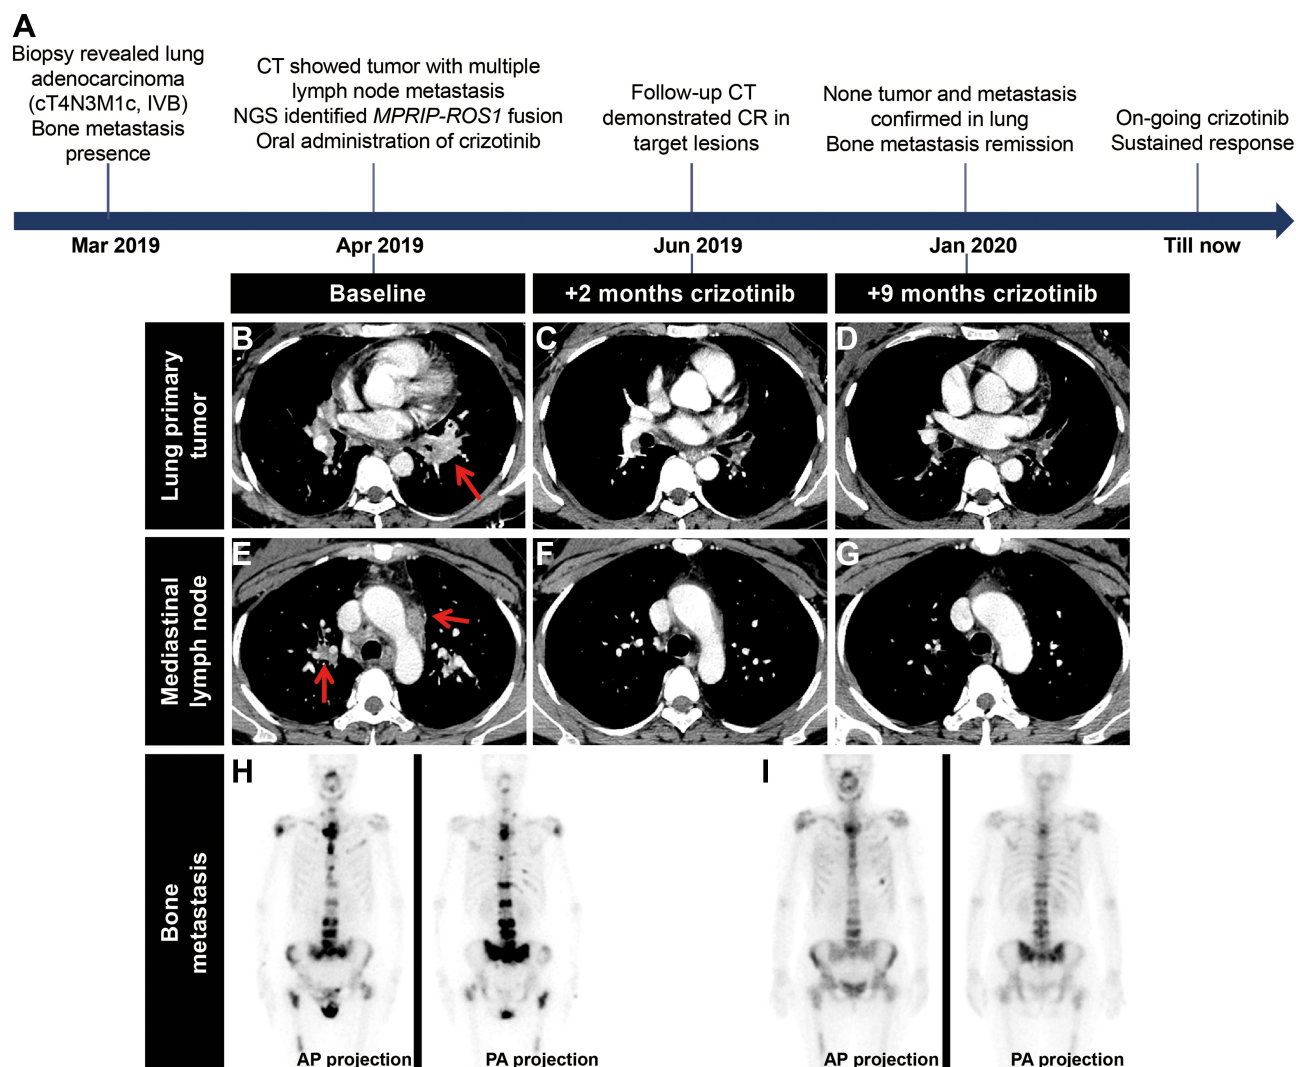 A
Biopsy revealed lung
adenocarcinoma
(cT4N3M1c, IVB)
Bone metastasis
presence
CT showed tumor with multiple
lymph node metastasis
NGS identified MPRIP-ROS1 fusion
Oral administration of crizotinib
Follow-up CT
demonstrated CR in
target lesions
None tumor and metastasis
confirmed in lung
Bone metastasis remission
On-going crizotinib
Sustained response
Mar 2019
Apr 2019
Jun 2019
Jan 2020
Till now
Baseline
+2 months crizotinib
+9 months crizotinib
Lung primary
tumor
B
C
D
Mediastinal
lymph node
E
F
G
Bone
metastasis
H
I
AP projection
PA projection
AP projection
PA projection